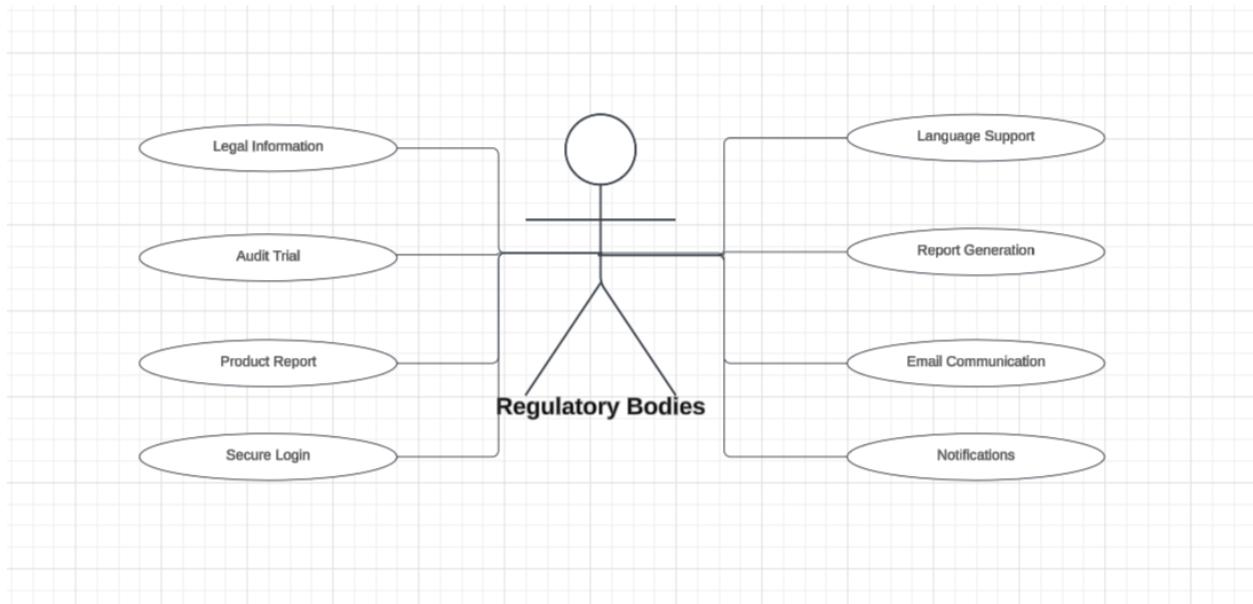 Legal Information
Audit Trial
Product Report
Secure Login
Regulatory Bodies
Language Support
Report Generation
Email Communication
Notifications